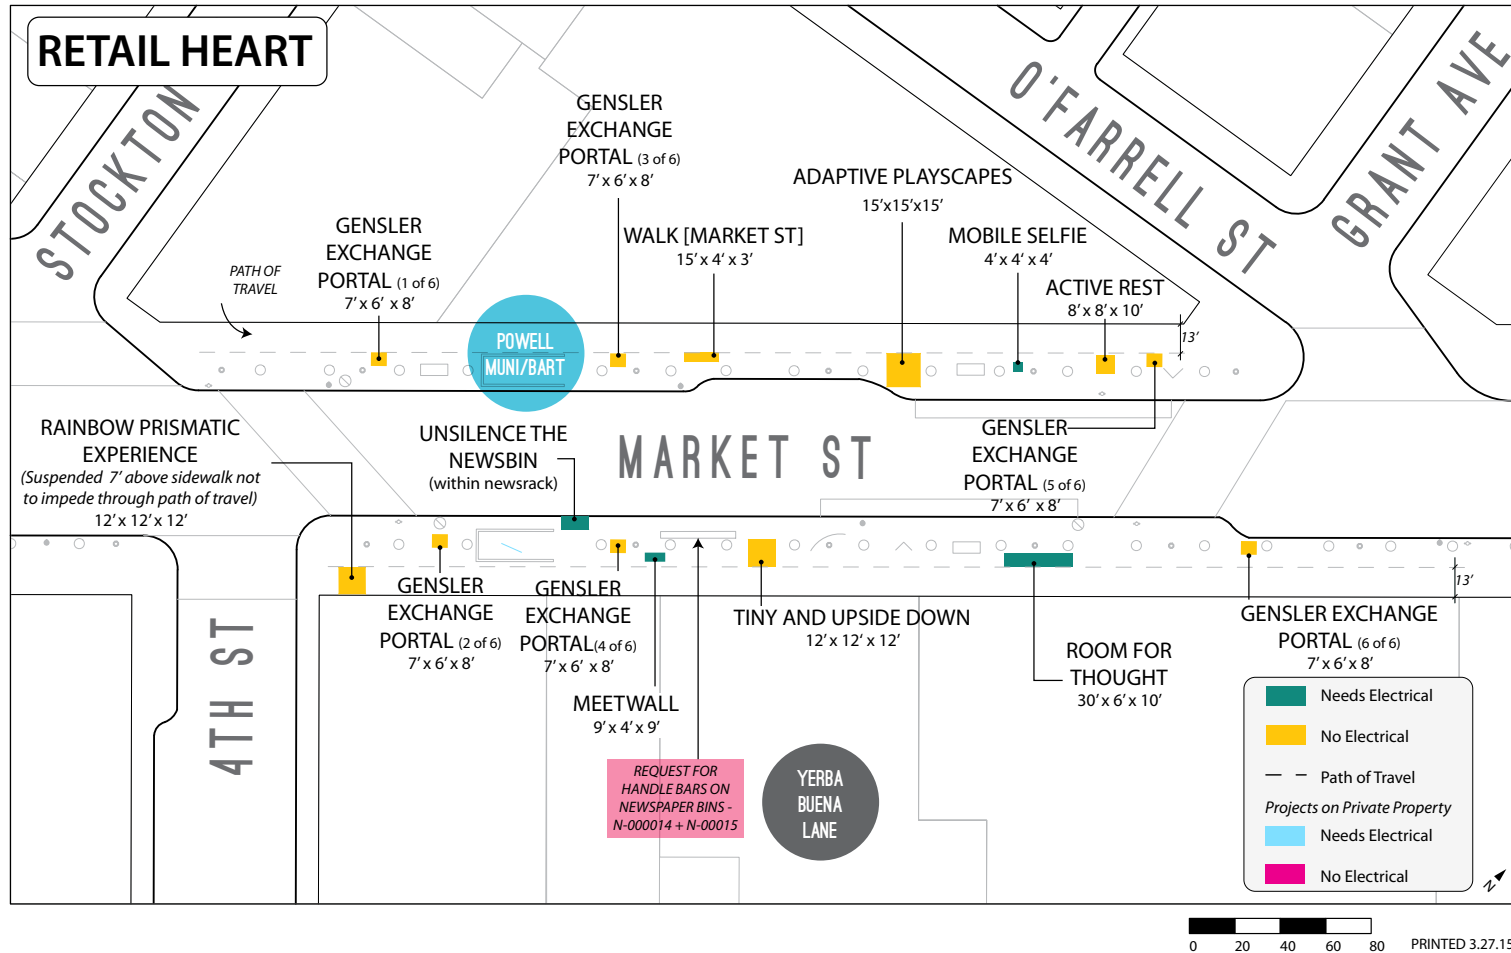 RETAIL HEART
STOCKTON
O'FARRELL ST
GRANT AVE
GENSLER
EXCHANGE
PORTAL (3 of 6)
7' x 6' x 8'
ADAPTIVE PLAYSCAPES
15'x15'x15'
GENSLER
EXCHANGE
PORTAL (1 of 6)
7' x 6' x 8'
WALK [MARKET ST]
15' x 4' x 3'
MOBILE SELFIE
4' x 4' x 4'
ACTIVE REST
8' x 8' x 10'
PATH OF
TRAVEL
13'
POWELL
MUNI/BART
RAINBOW PRISMATIC
EXPERIENCE
(Suspended 7' above sidewalk not
to impede through path of travel)
12' x 12' x 12'
UNSILENCE THE
NEWSBIN
(within newsrack)
MARKET ST
GENSLER
EXCHANGE
PORTAL (5 of 6)
7' x 6' x 8'
13'
4TH ST
GENSLER
EXCHANGE
PORTAL (2 of 6)
7' x 6' x 8'
GENSLER
EXCHANGE
PORTAL(4 of 6)
7' x 6' x 8'
TINY AND UPSIDE DOWN
12' x 12' x 12'
ROOM FOR
THOUGHT
30' x 6' x 10'
GENSLER EXCHANGE
PORTAL (6 of 6)
7' x 6' x 8'
MEETWALL
9' x 4' x 9'
REQUEST FOR
HANDLE BARS ON
NEWSPAPER BINS -
N-000014 + N-00015
YERBA
BUENA
LANE
Needs Electrical
No Electrical
Path of Travel
Projects on Private Property
Needs Electrical
No Electrical
N
0 20 40 60 80
PRINTED 3.27.15